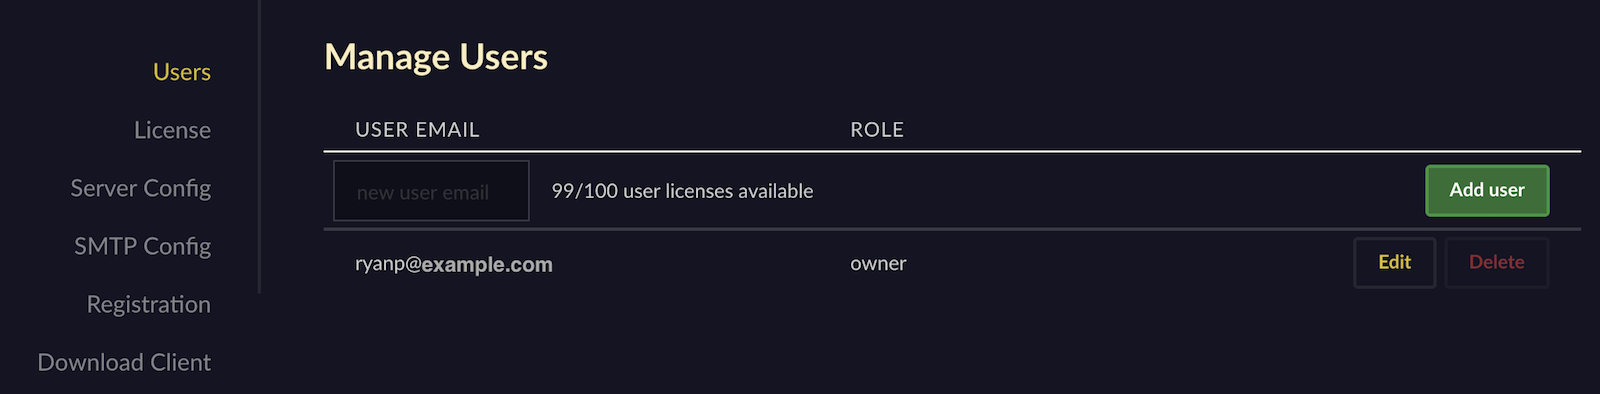 Users
License
Server Config
SMTP Config
Registration
Download Client
Manage Users
USER EMAIL ROLE
new user email 99/100 user licenses available Add user
ryanp@example.com owner Edit Delete